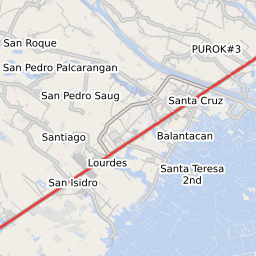 San Roque
PUROK#3
San Pedro Palcarangan
San Pedro Saug
Santa Cruz
Santiago
Balantacan
Lourdes
Santa Teresa
2nd
San Isidro